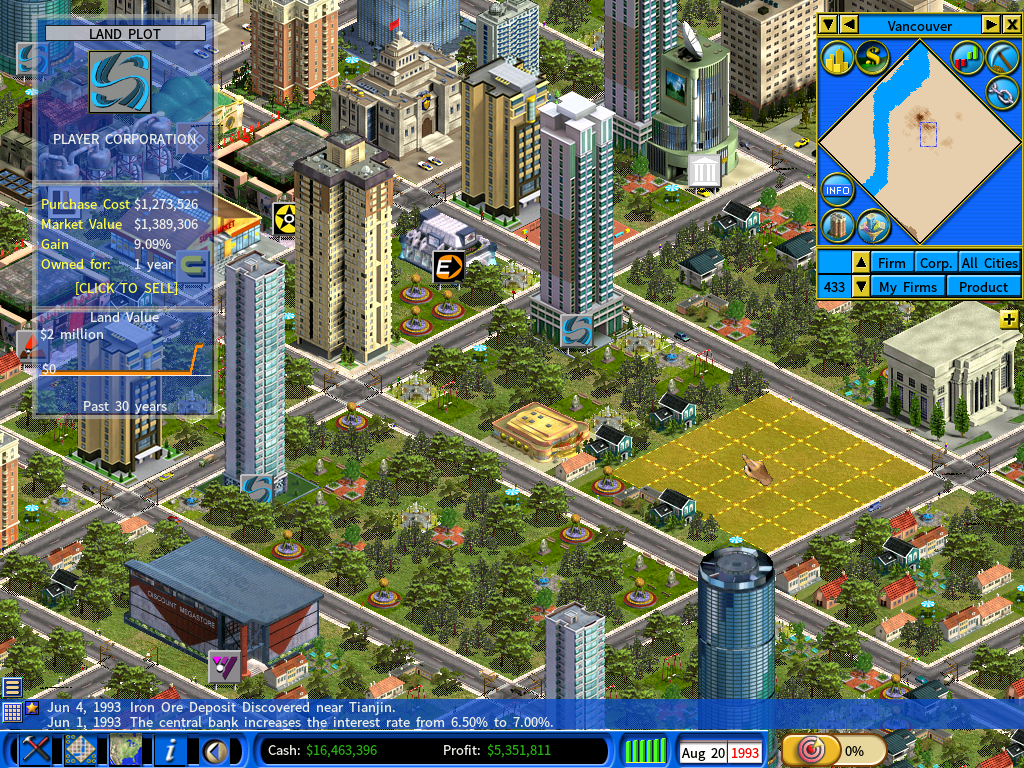 LAND PLOT
PLAYER CORPORATION
Purchase Cost $1,273,526
Market Value $1,389,306
Gain 9.09%
Owned for: 1 year
[CLICK TO SELL]
Land Value
$2 million
$0
Past 30 years
Vancouver
INFO
Firm Corp. All Cities
433 My Firms Product
E
DISCOUNT MEGASTORE
Jun 4, 1993 Iron Ore Deposit Discovered near Tianjin.
Jun 1, 1993 The central bank increases the interest rate from 6.50% to 7.00%.
Cash: $16,463,396 Profit: $5,351,811
Aug 20 1993
0%